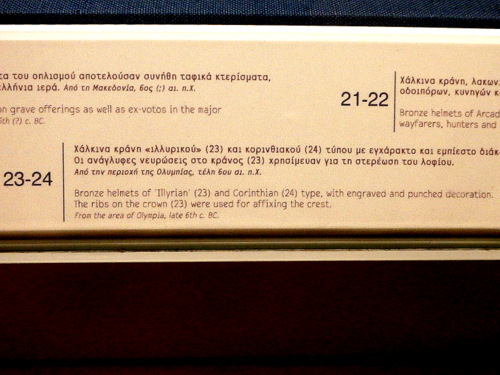 τα του οπλισμού αποτελούσαν συνήθη ταφικά κτερίσματα,
ελλήνια ιερά. Από τη Μακεδονία, 6ος (;) αι. π.Χ.
on grave offerings as well as ex-votos in the major
6th (?) c. BC.
21-22
Χάλκινα κράνη, λακων
οδοιπόρων, κυνηγών κ
Bronze helmets of Arcad
wayfarers, hunters and
23-24
Χάλκινα κράνη «ιλλυρικού» (23) και κορινθιακού (24) τύπου με εγχάρακτο και εμπίεστο διάκ
Οι ανάγλυφες νευρώσεις στο κράνος (23) χρησίμευαν για τη στερέωση του λοφίου.
Από την περιοχή της Ολυμπίας, τέλη 6ου αι. π.Χ.
Bronze helmets of 'Illyrian' (23) and Corinthian (24) type, with engraved and punched decoration.
The ribs on the crown (23) were used for affixing the crest.
From the area of Olympia, late 6th c. BC.